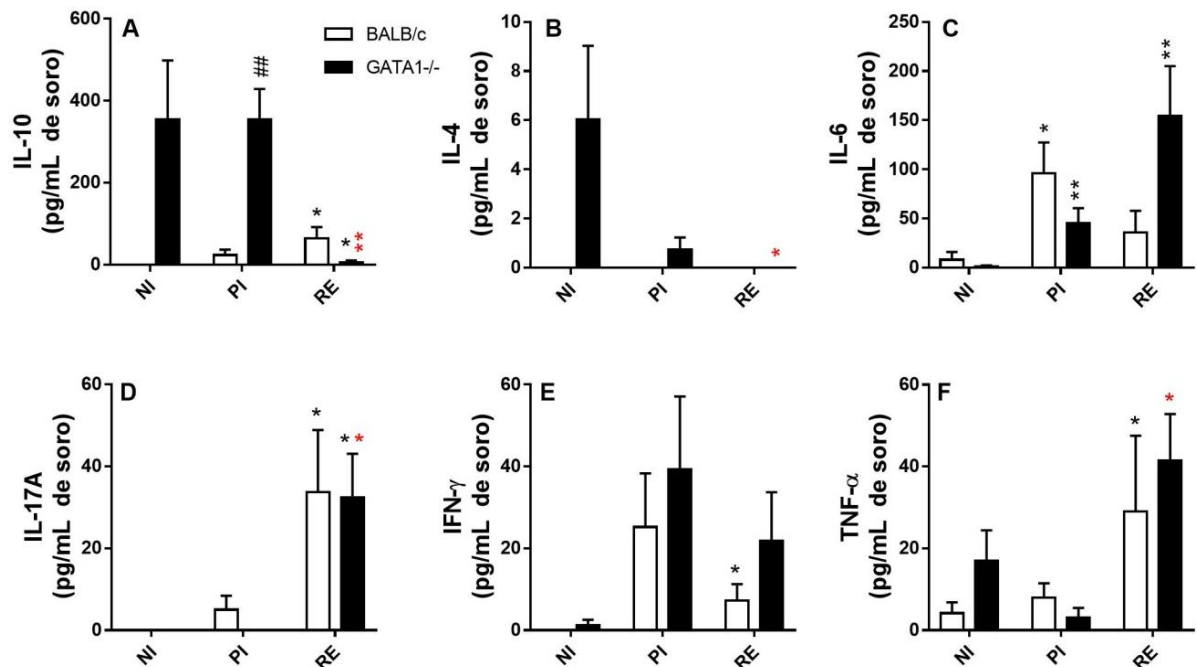 A
BALB/c
GATA1-/-
IL-10
(pg/mL de soro)
600
400
200
0
##
*
*
**
NI
PI
RE
B
IL-4
(pg/mL de soro)
10
8
6
4
2
0
*
NI
PI
RE
C
IL-6
(pg/mL de soro)
250
200
150
100
50
0
*
**
**
NI
PI
RE
D
IL-17A
(pg/mL de soro)
60
40
20
0
*
* *
NI
PI
RE
E
IFN-γ
(pg/mL de soro)
60
40
20
0
*
NI
PI
RE
F
TNF-α
(pg/mL de soro)
60
40
20
0
*
*
NI
PI
RE